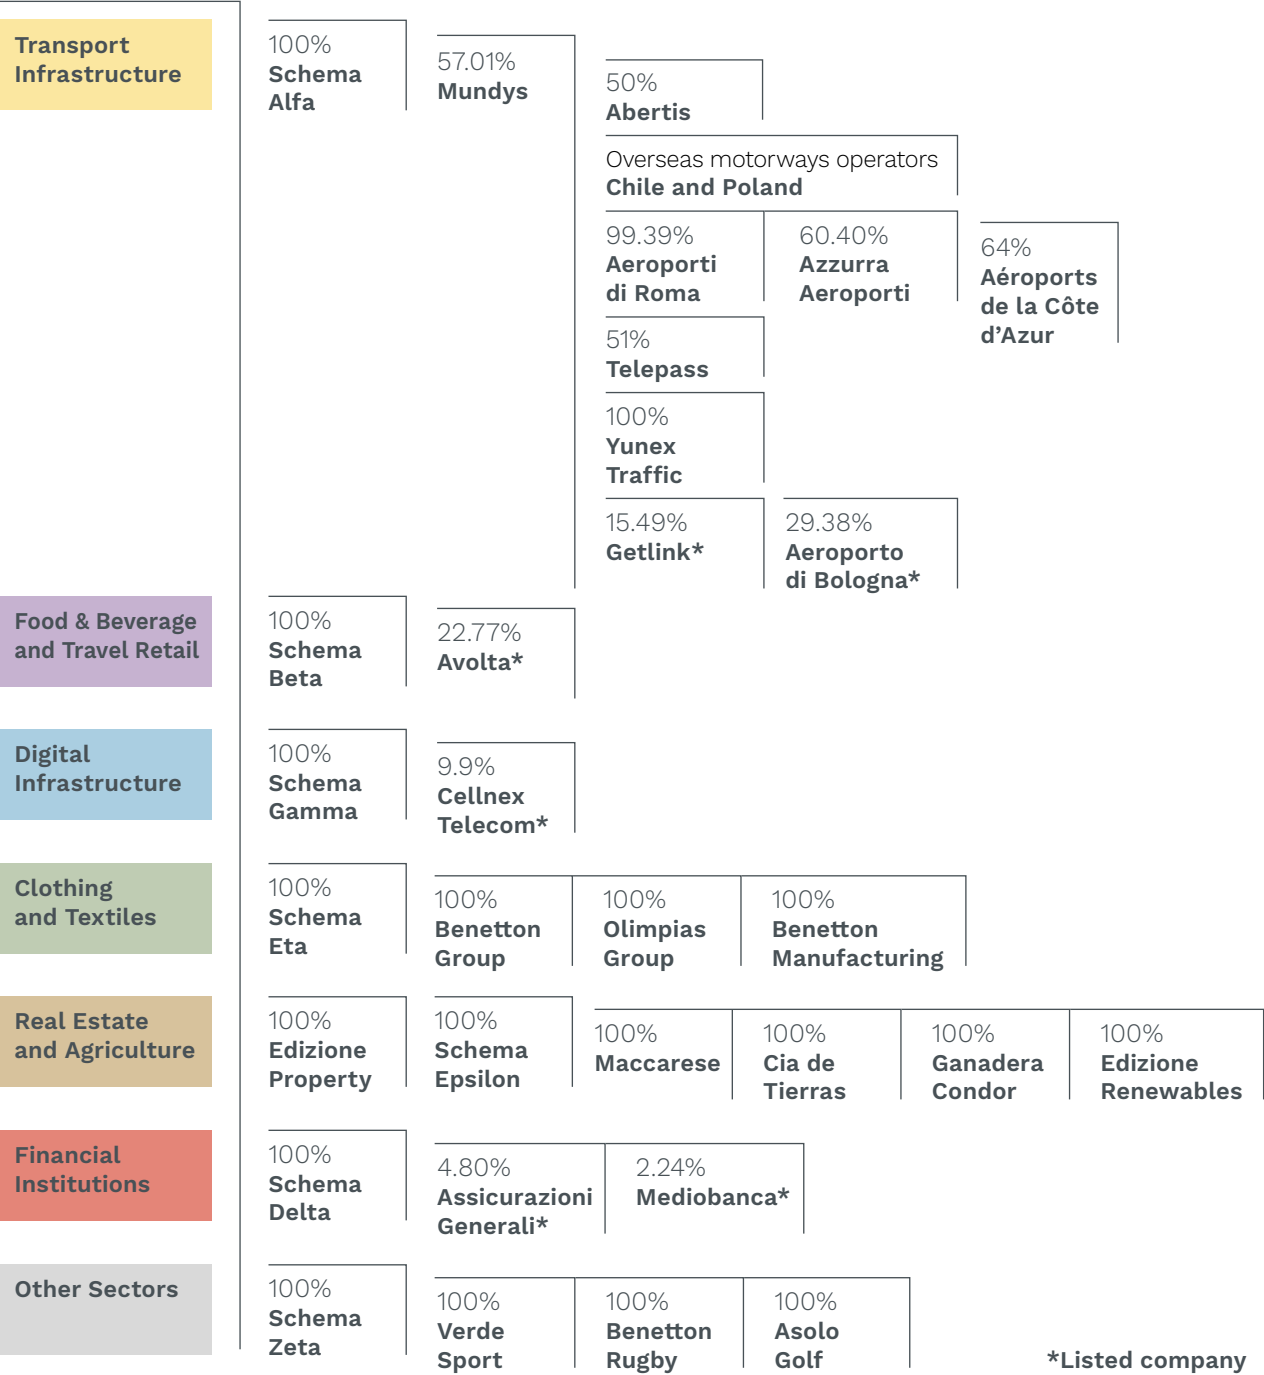 Transport
Infrastructure
100%
Schema
Alfa
57.01%
Mundys
50%
Abertis
Overseas motorways operators
Chile and Poland
99.39%
Aeroporti
di Roma
60.40%
Azzurra
Aeroporti
64%
Aéroports
de la Côte
d’Azur
51%
Telepass
100%
Yunex
Traffic
15.49%
Getlink*
29.38%
Aeroporto
di Bologna*
Food & Beverage
and Travel Retail
100%
Schema
Beta
22.77%
Avolta*
Digital
Infrastructure
100%
Schema
Gamma
9.9%
Cellnex
Telecom*
Clothing
and Textiles
100%
Schema
Eta
100%
Benetton
Group
100%
Olimpias
Group
100%
Benetton
Manufacturing
Real Estate
and Agriculture
100%
Edizione
Property
100%
Schema
Epsilon
100%
Maccarese
100%
Cia de
Tierras
100%
Ganadera
Condor
100%
Edizione
Renewables
Financial
Institutions
100%
Schema
Delta
4.80%
Assicurazioni
Generali*
2.24%
Mediobanca*
Other Sectors
100%
Schema
Zeta
100%
Verde
Sport
100%
Benetton
Rugby
100%
Asolo
Golf
*Listed company